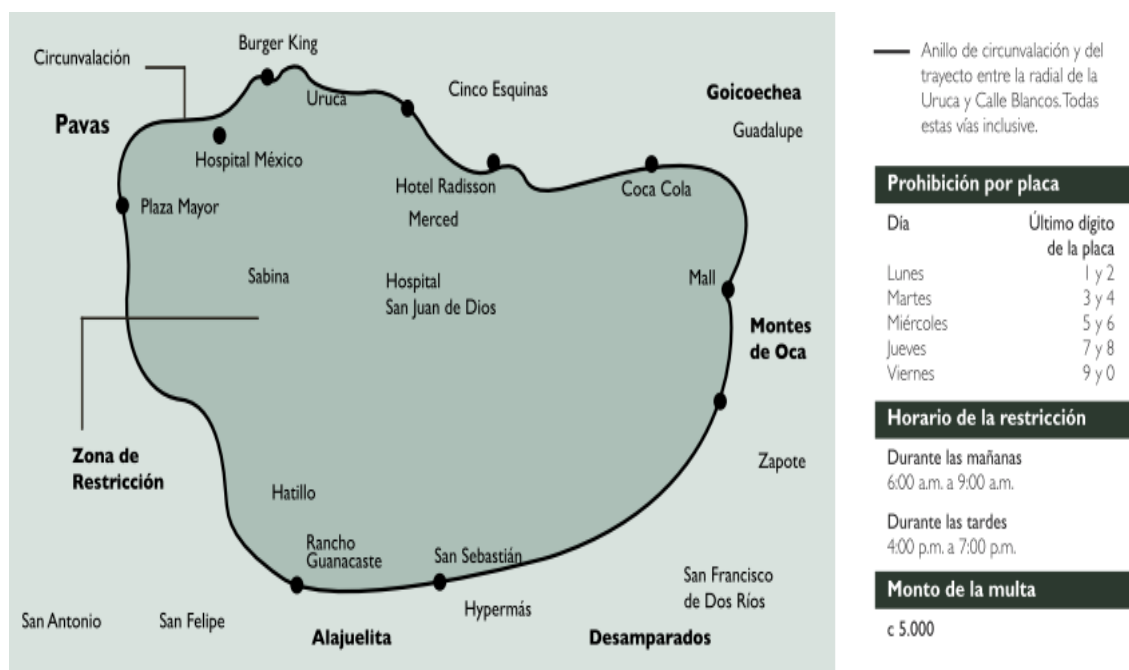 Burger King
Circunvalación
Uruca
Cinco Esquinas
Goicoechea
Pavas
Guadalupe
Hospital México
Hotel Radisson
Coca Cola
Plaza Mayor
Merced
Sabina
Hospital
San Juan de Dios
Mall
Montes
de Oca
Zona de
Restricción
Zapote
Hatillo
Rancho
Guanacaste
San Sebastián
San Francisco
de Dos Ríos
Hypermás
San Antonio
San Felipe
Alajuelita
Desamparados
Anillo de circunvalación y del
trayecto entre la radial de la
Uruca y Calle Blancos. Todas
estas vías inclusive.
Prohibición por placa
Día Último dígito
de la placa
Lunes 1 y 2
Martes 3 y 4
Miércoles 5 y 6
Jueves 7 y 8
Viernes 9 y 0
Horario de la restricción
Durante las mañanas
6:00 a.m. a 9:00 a.m.
Durante las tardes
4:00 p.m. a 7:00 p.m.
Monto de la multa
c 5.000